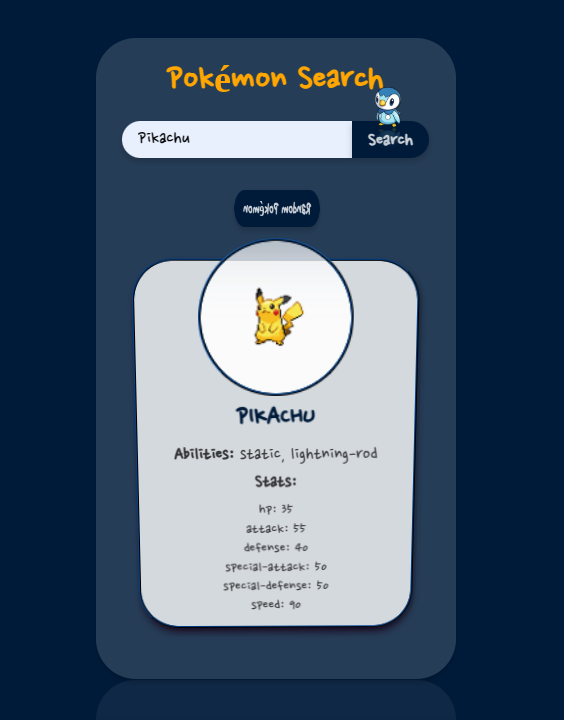 Pokémon Search
Pikachu
Search
Random Pokémon
PIKACHU
Abilities: static, lightning-rod
Stats:
hp: 35
attack: 55
defense: 40
special-attack: 50
special-defense: 50
speed: 90